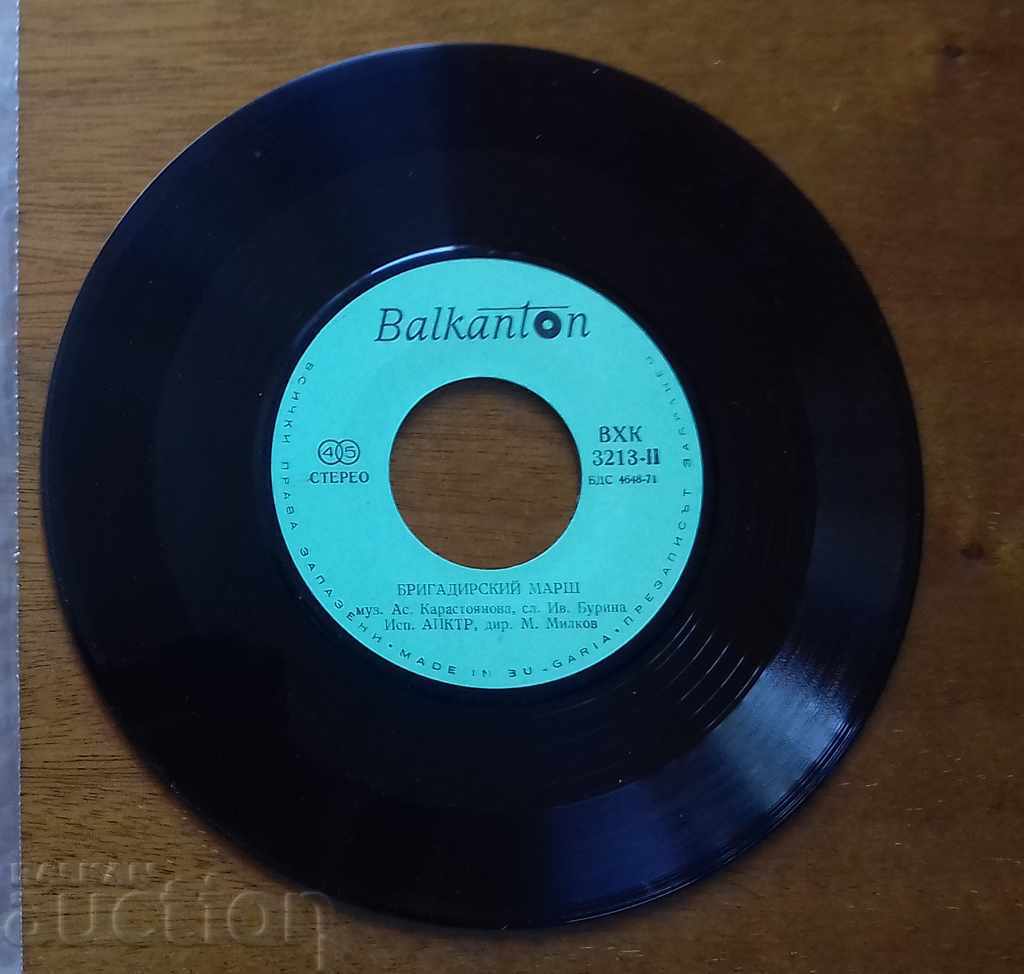 Balkanton
45
СТЕРЕО
ВХК
3213-II
БДС 4648-71
БРИГАДИРСКИЙ МАРШ
муз. Ас. Карастоянова, сл. Ив. Бурина
Исп. АПКТР, дир. М. Милков
ВСИЧКИ ПРАВА ЗАПАЗЕНИ • MADE IN BULGARIA • ПРЕЗАПИСЪТ ЗАБРАНЕН
БАЛКАН
auction